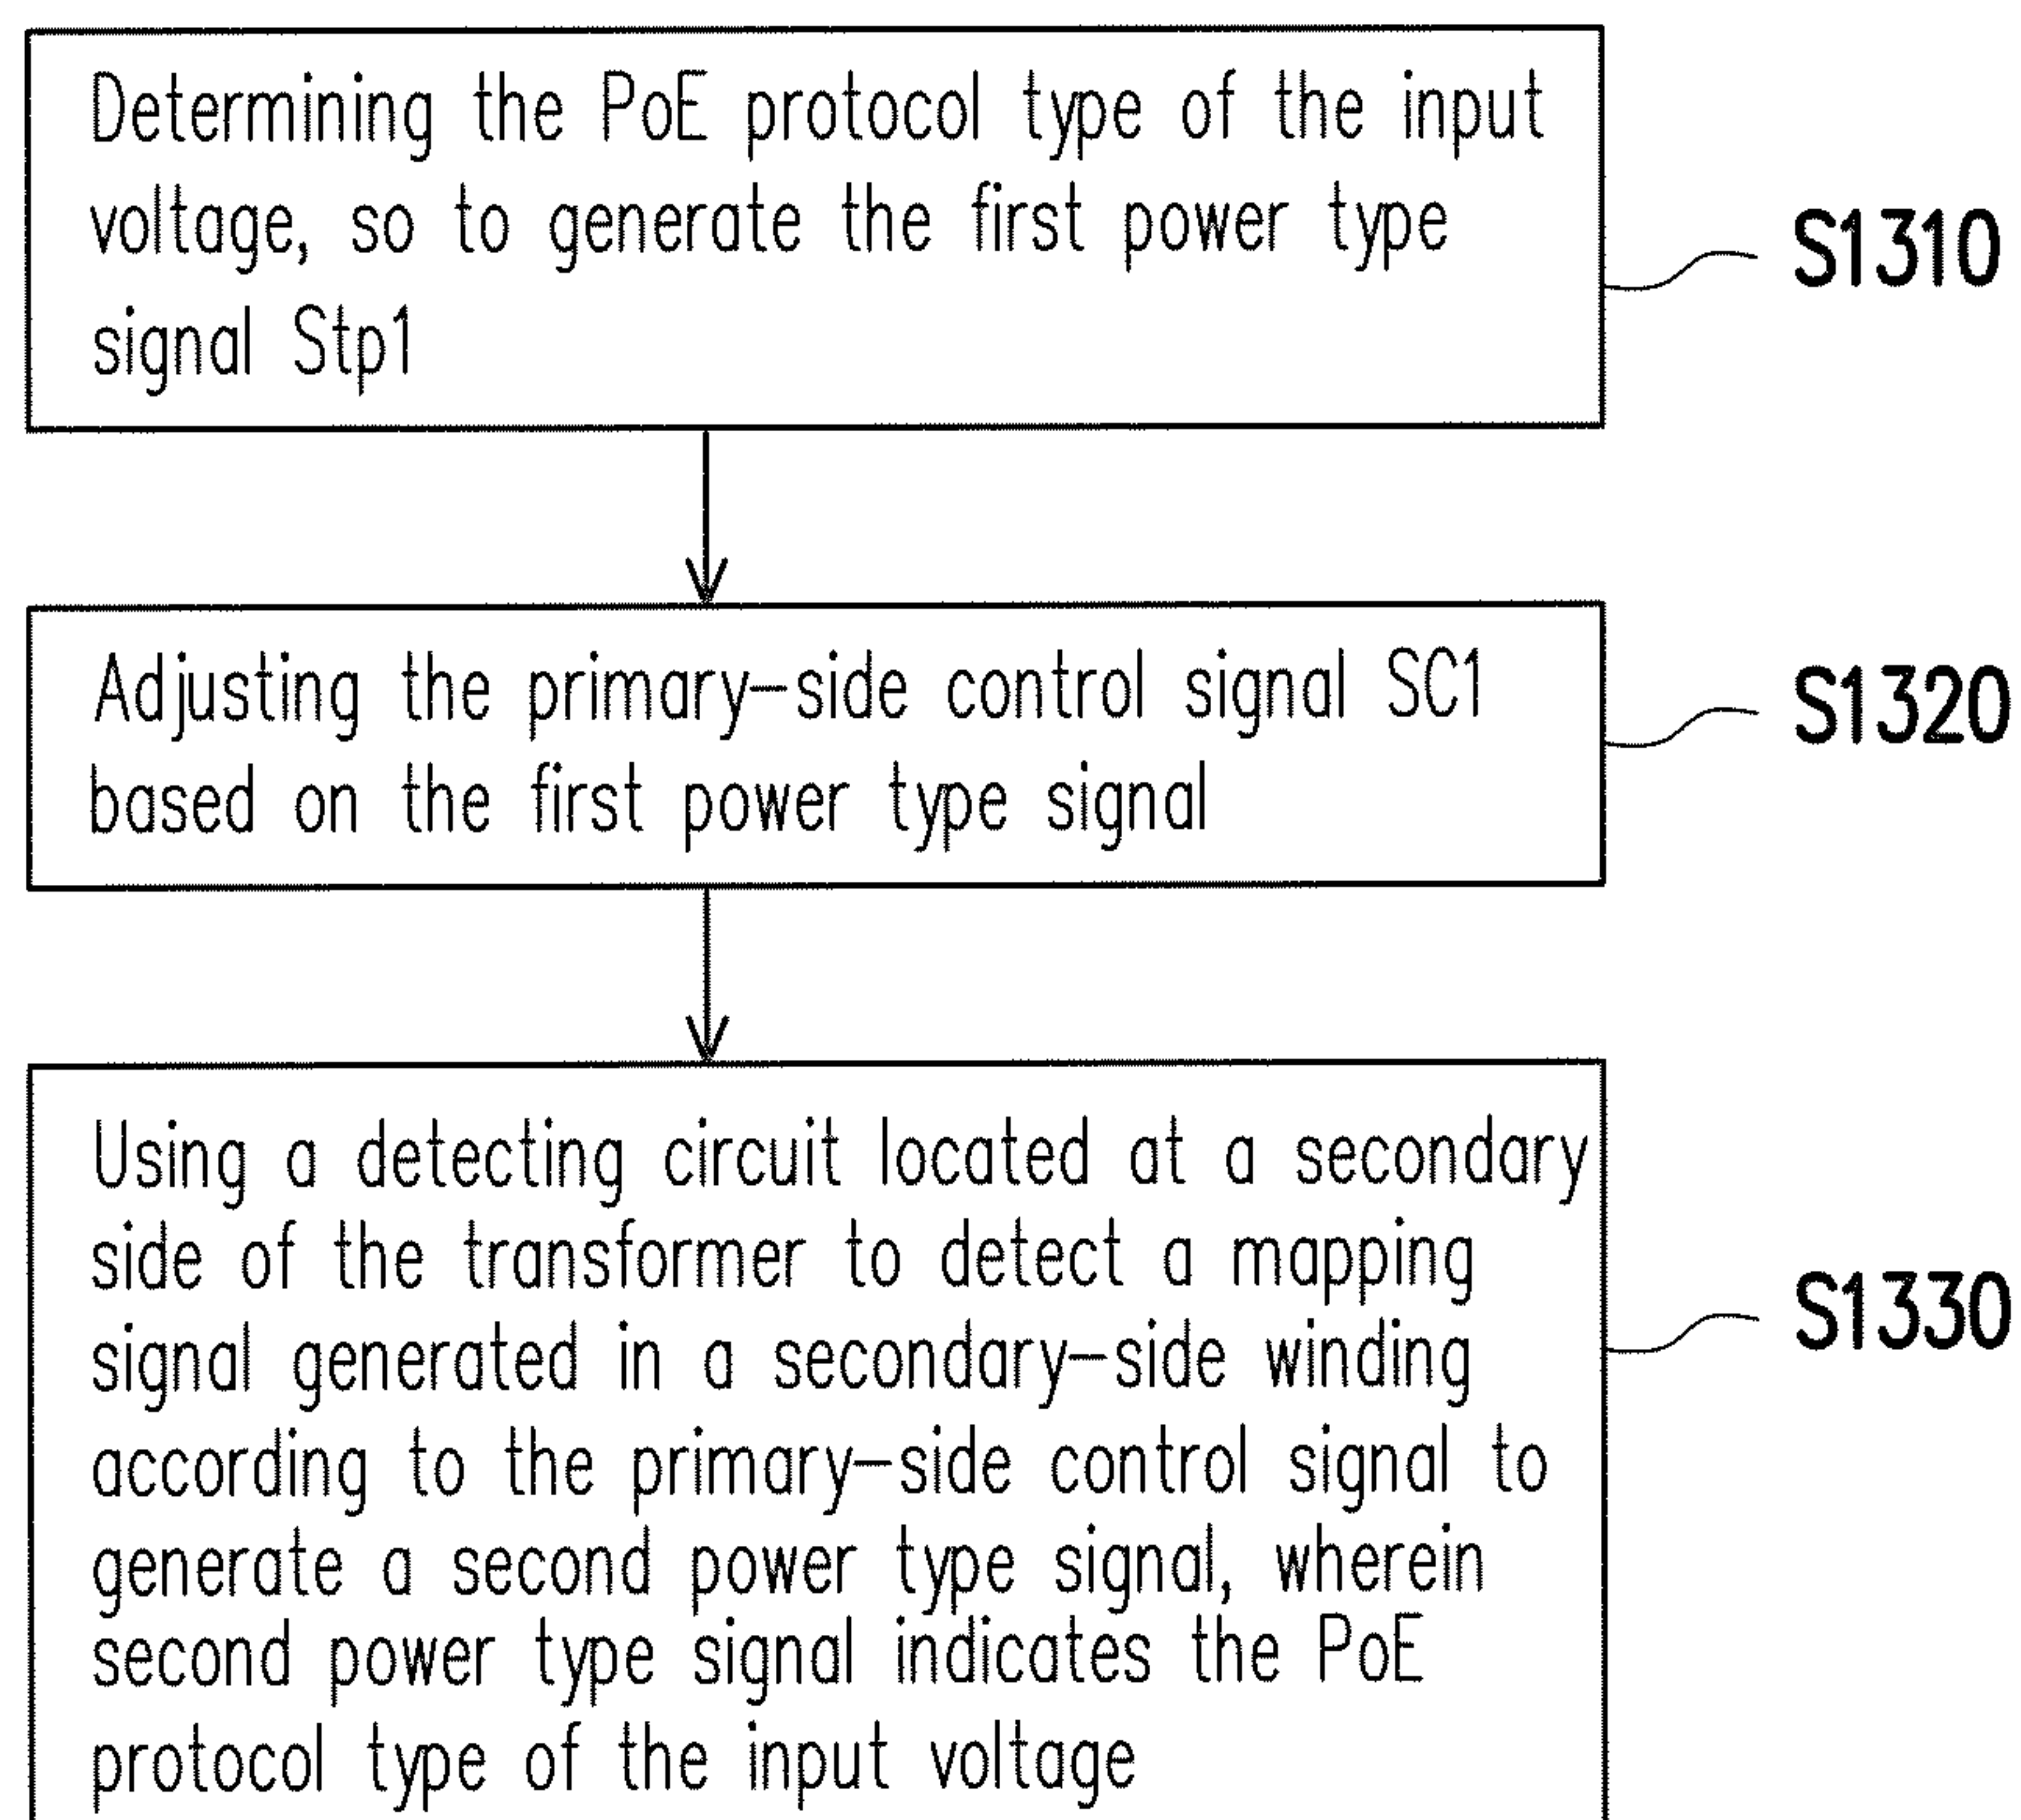 Determining the PoE protocol type of the input
voltage, so to generate the first power type
signal Stp1
S1310
Adjusting the primary-side control signal SC1
based on the first power type signal
S1320
Using a detecting circuit located at a secondary
side of the transformer to detect a mapping
signal generated in a secondary-side winding
according to the primary-side control signal to
generate a second power type signal, wherein
second power type signal indicates the PoE
protocol type of the input voltage
S1330